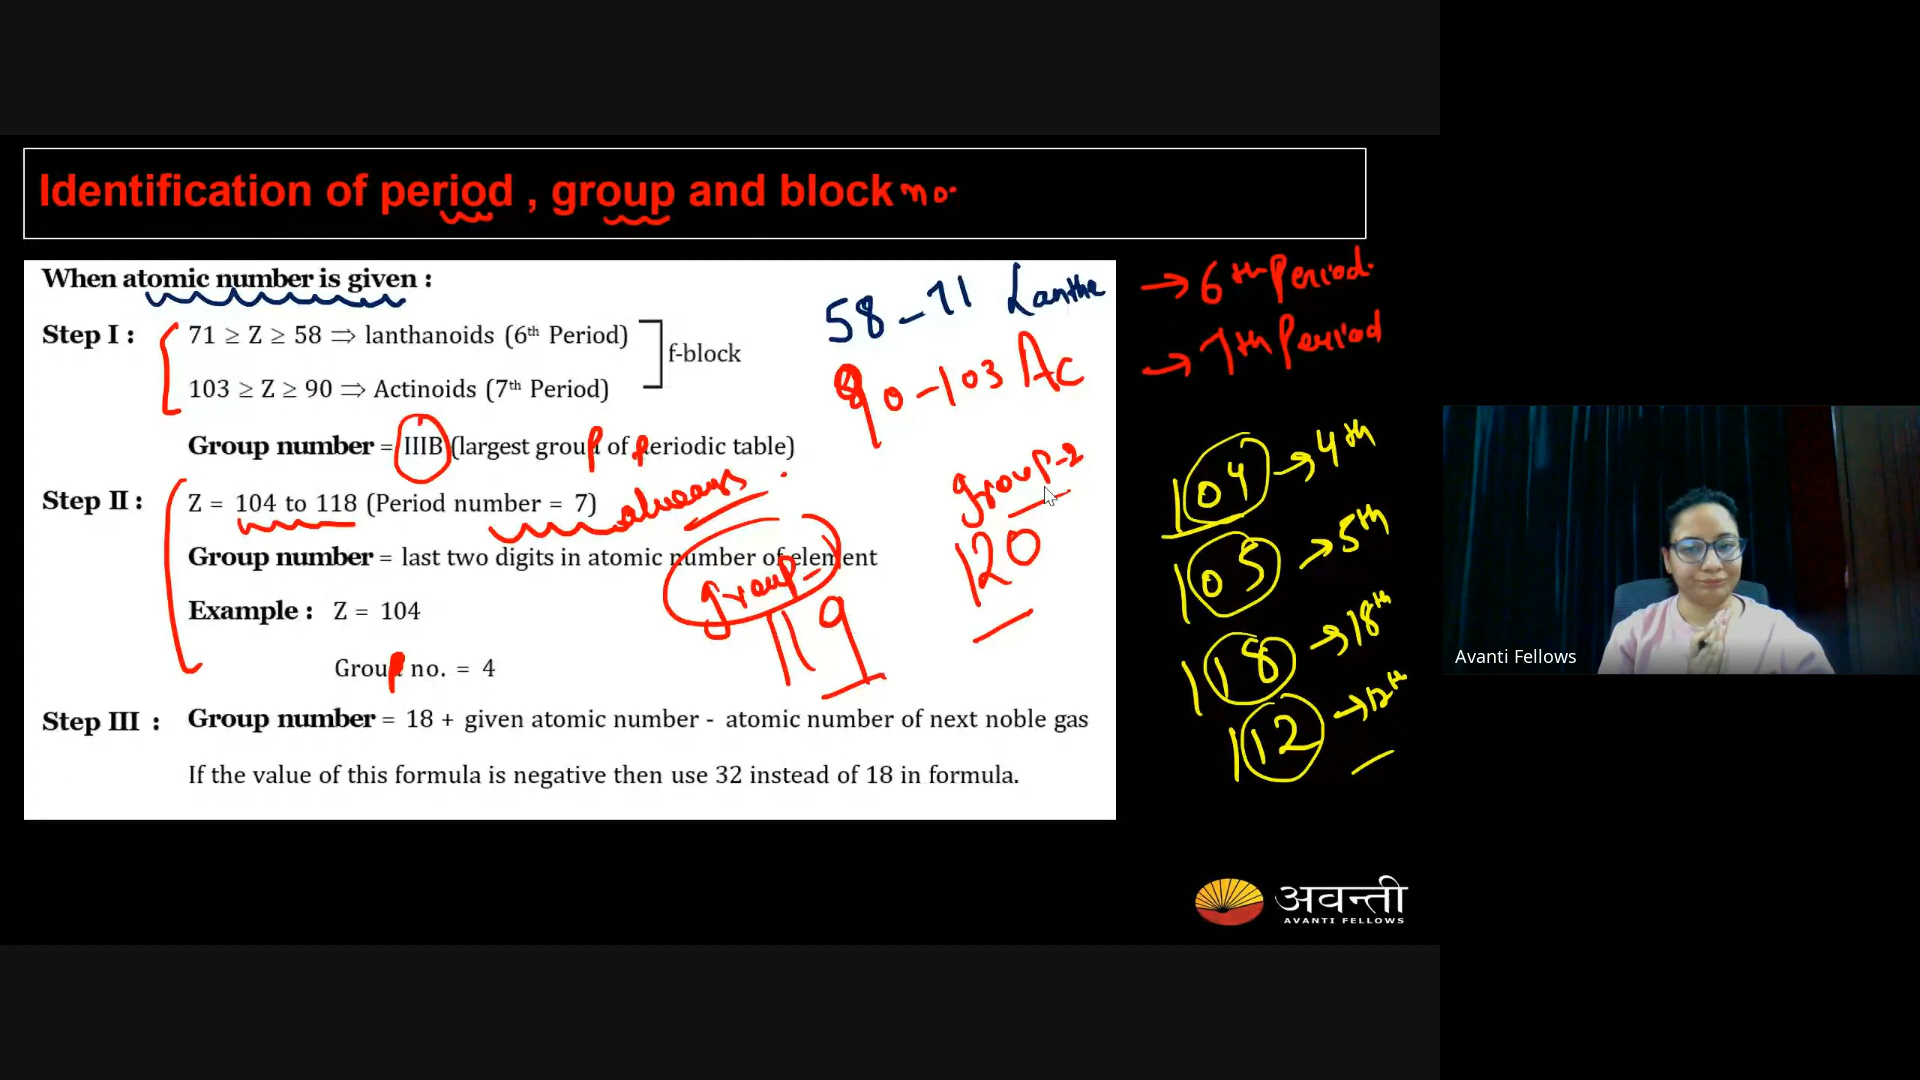 Identification of period , group and block no.
When atomic number is given :
Step I : 71 ≥ Z ≥ 58 ⇒ lanthanoids (6th Period)
f-block
103 ≥ Z ≥ 90 ⇒ Actinoids (7th Period)
Group number = IIIB (largest group of periodic table)
Step II : Z = 104 to 118 (Period number = 7) always
Group number = last two digits in atomic number of element
Example : Z = 104
Group no. = 4
Step III : Group number = 18 + given atomic number - atomic number of next noble gas
If the value of this formula is negative then use 32 instead of 18 in formula.
58 - 71 Lantha
90 - 103 Ac
→ 6th Period.
→ 7th Period
Group-1
119
Group-2
120
104 → 4th
105 → 5th
118 → 18th
112 → 12th
Avanti Fellows
अवन्ती
AVANTI FELLOWS